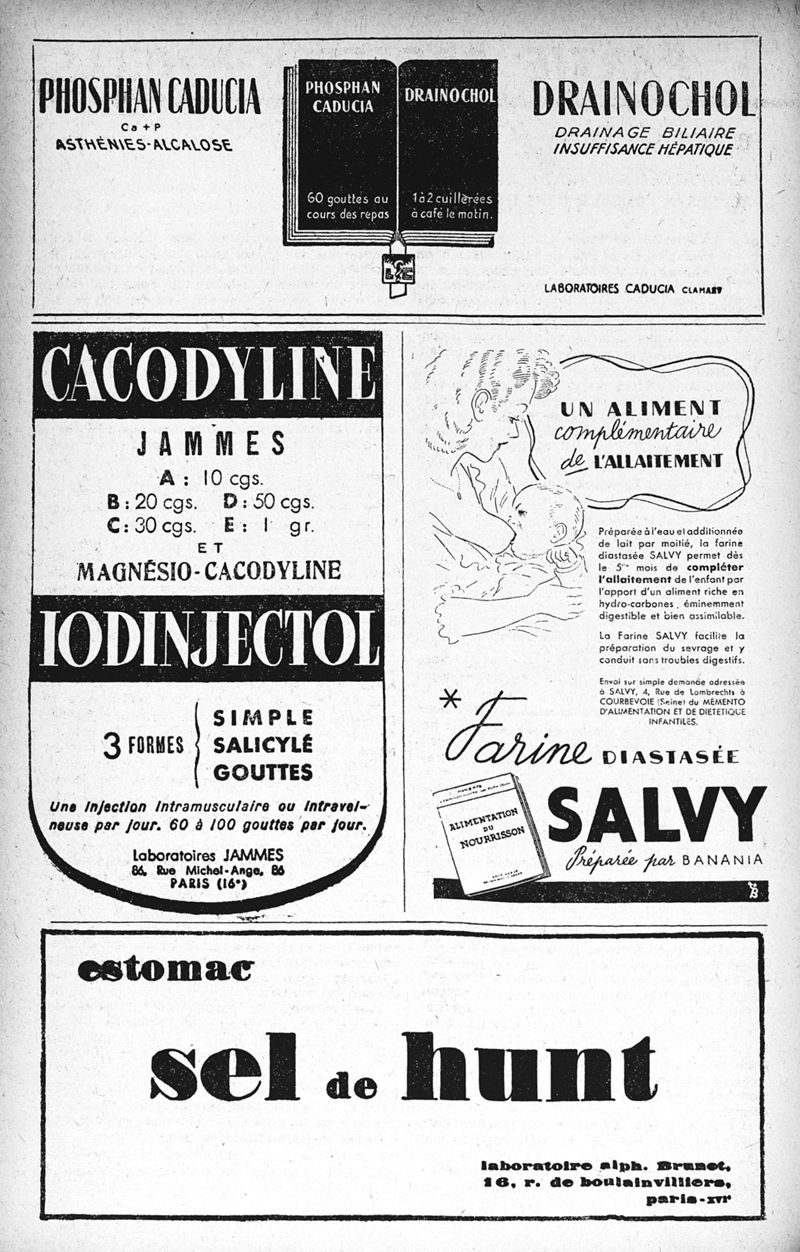 PHOSPHAN CADUCIA
Ca + P
ASTHÉNIES-ALCALOSE
PHOSPHAN
CADUCIA
60 gouttes au
cours des repas
DRAINOCHOL
1 à 2 cuillerées
à café le matin.
DRAINOCHOL
DRAINAGE BILIAIRE
INSUFFISANCE HÉPATIQUE
LABORATOIRES CADUCIA CLAMART
CACODYLINE
JAMMES
A : 10 cgs.
B : 20 cgs. D : 50 cgs.
C : 30 cgs. E : 1 gr.
ET
MAGNÉSIO-CACODYLINE
IODINJECTOL
3 FORMES
SIMPLE
SALICYLÉ
GOUTTES
Une injection intramusculaire ou intravei-
neuse par jour. 60 à 100 gouttes par jour.
Laboratoires JAMMES
86, Rue Michel-Ange, 86
PARIS (16e)
UN ALIMENT
complémentaire
de L'ALLAITEMENT
Préparée à l'eau et additionnée
de lait par moitié, la farine
diastasée SALVY permet dès
le 5me mois de compléter
l'allaitement de l'enfant par
l'apport d'un aliment riche en
hydro-carbones, éminemment
digestible et bien assimilable.
La Farine SALVY facilite la
préparation du sevrage et y
conduit sans troubles digestifs.
Envoi sur simple demande adressée
à SALVY, 4, Rue de Lambrechts à
COURBEVOIE (Seine) du MEMENTO
D'ALIMENTATION ET DE DIETETIQUE
INFANTILES.
* Farine DIASTASÉE
ALIMENTATION
DU
NOURRISSON
SALVY
Préparée par BANANIA
estomac
sel de hunt
laboratoire alph. Brunot,
16, r. de boulainvilliers,
paris-XVIe